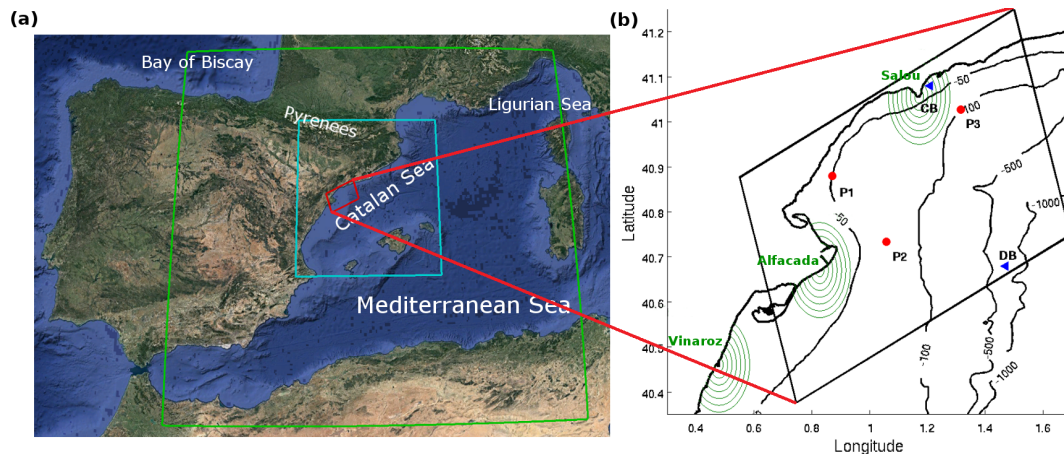 (a)
Bay of Biscay
Pyrenees
Ligurian Sea
Catalan Sea
Mediterranean Sea
(b)
Latitude
41.2
41.1
41
40.9
40.8
40.7
40.6
40.5
40.4
0.4
0.6
0.8
1
1.2
1.4
1.6
Longitude
Salou
CB
-50
-100
P3
P1
-50
P2
-500
-1000
DB
Alfacada
Vinaroz
-100
-500
-1000